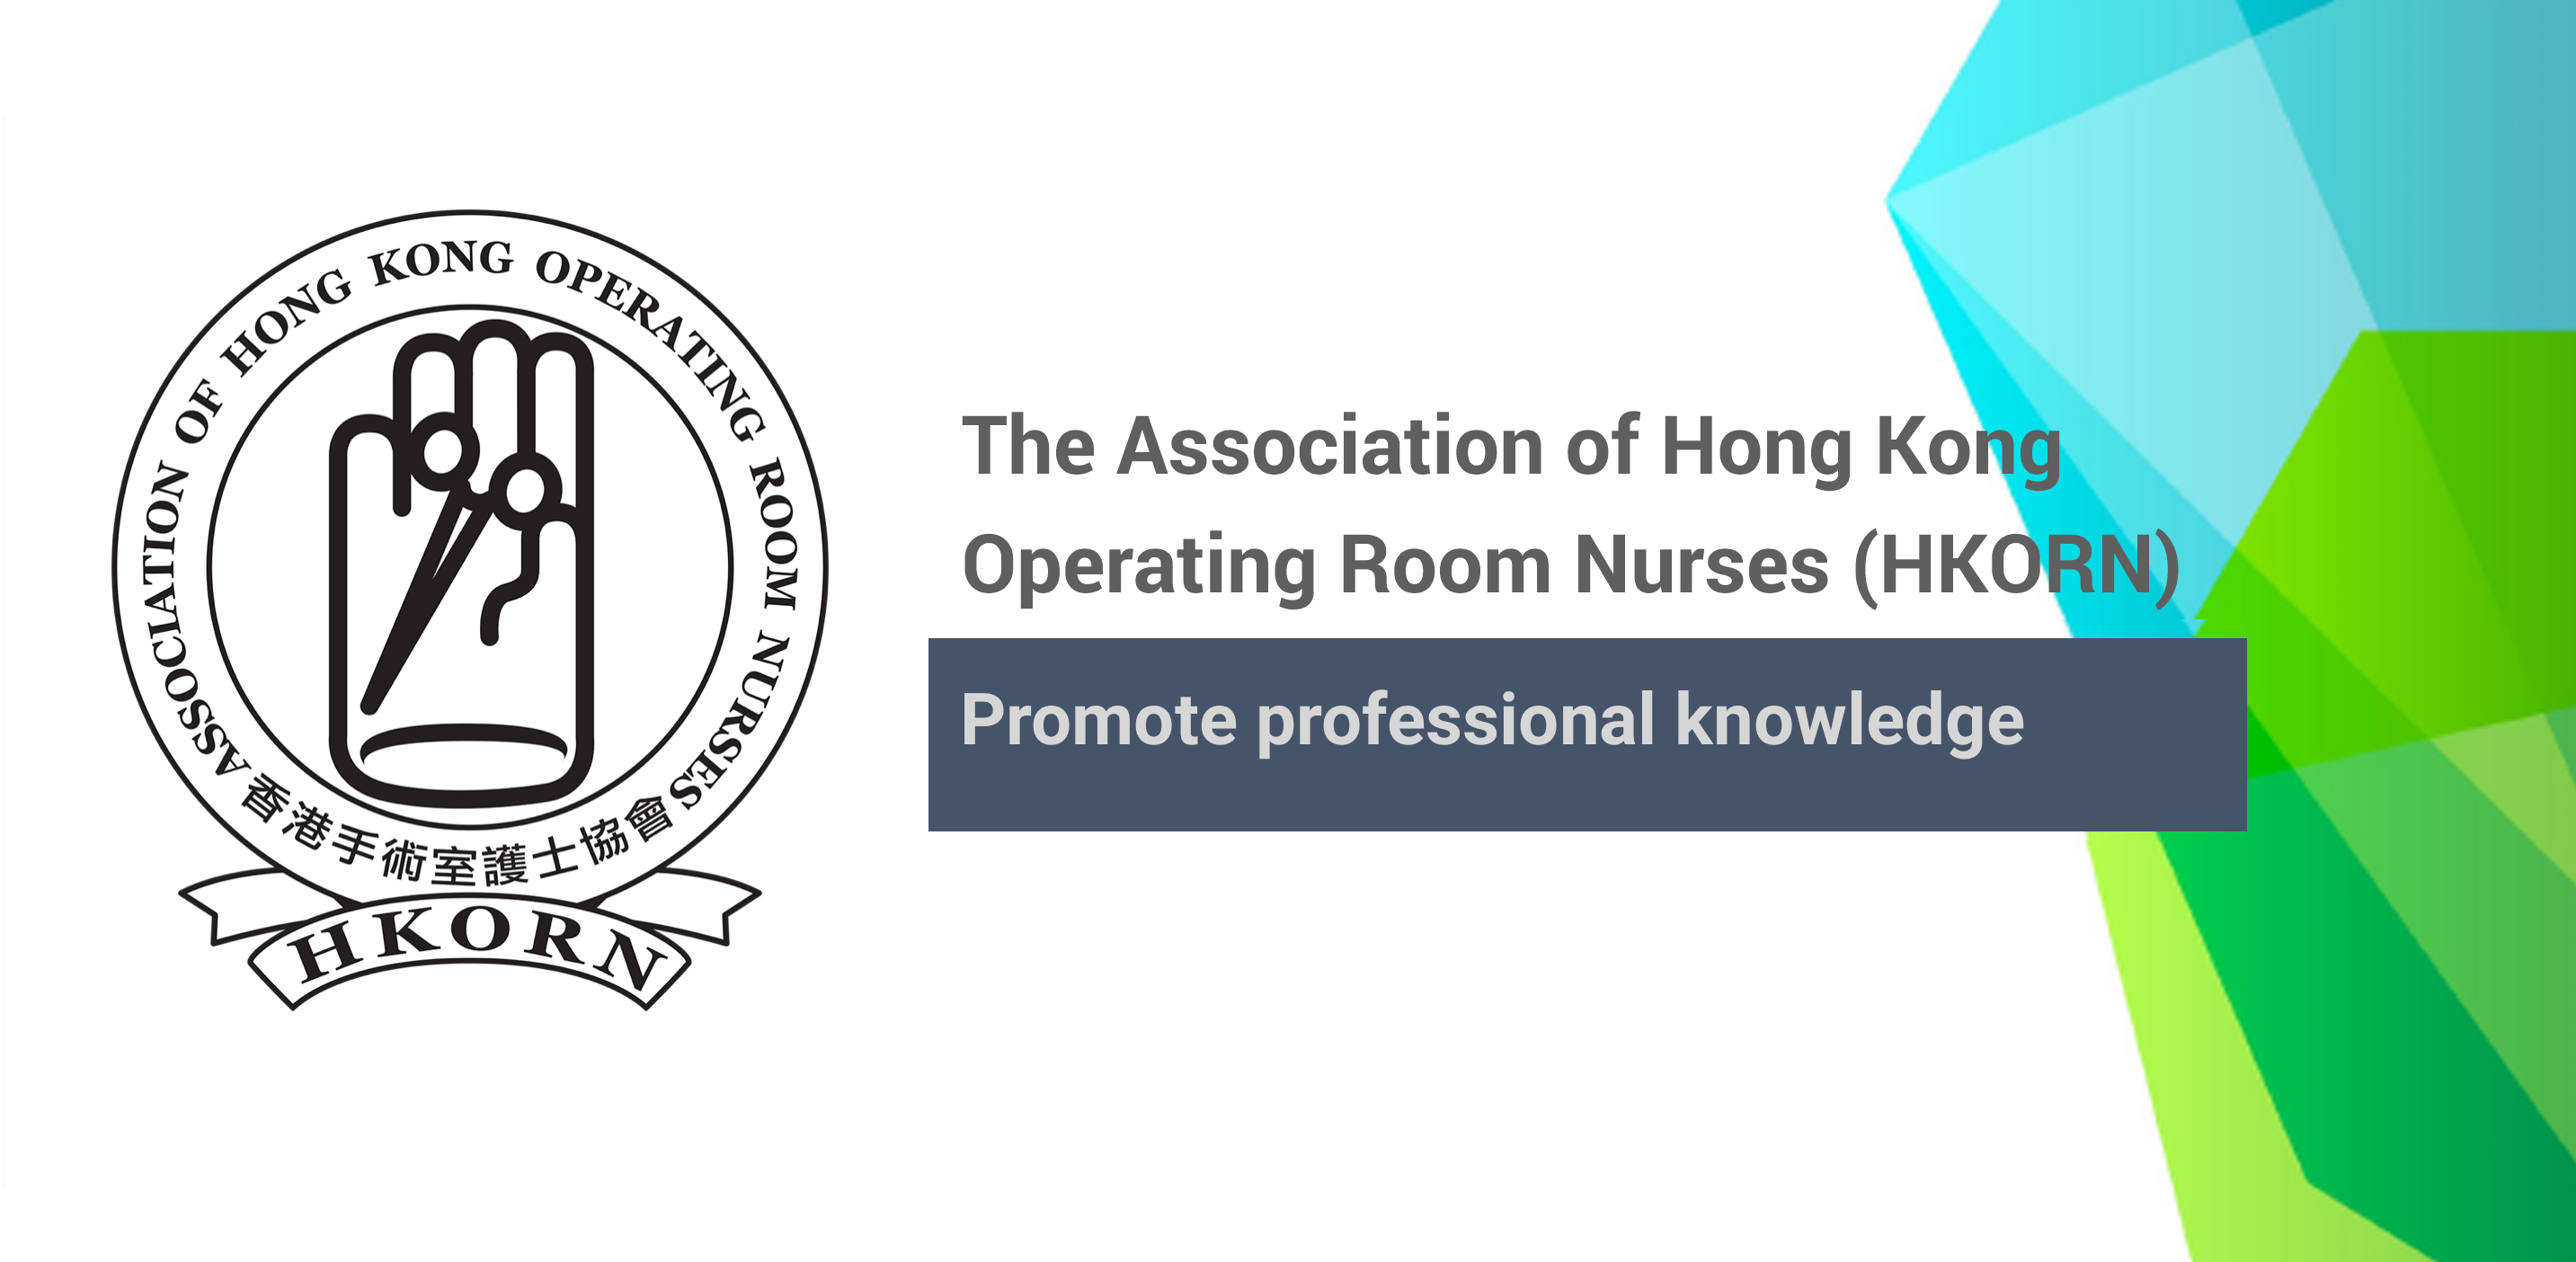 ASSOCIATION OF HONG KONG OPERATING ROOM NURSES
香港手術室護士協會
HKORN
The Association of Hong Kong
Operating Room Nurses (HKORN)
Promote professional knowledge